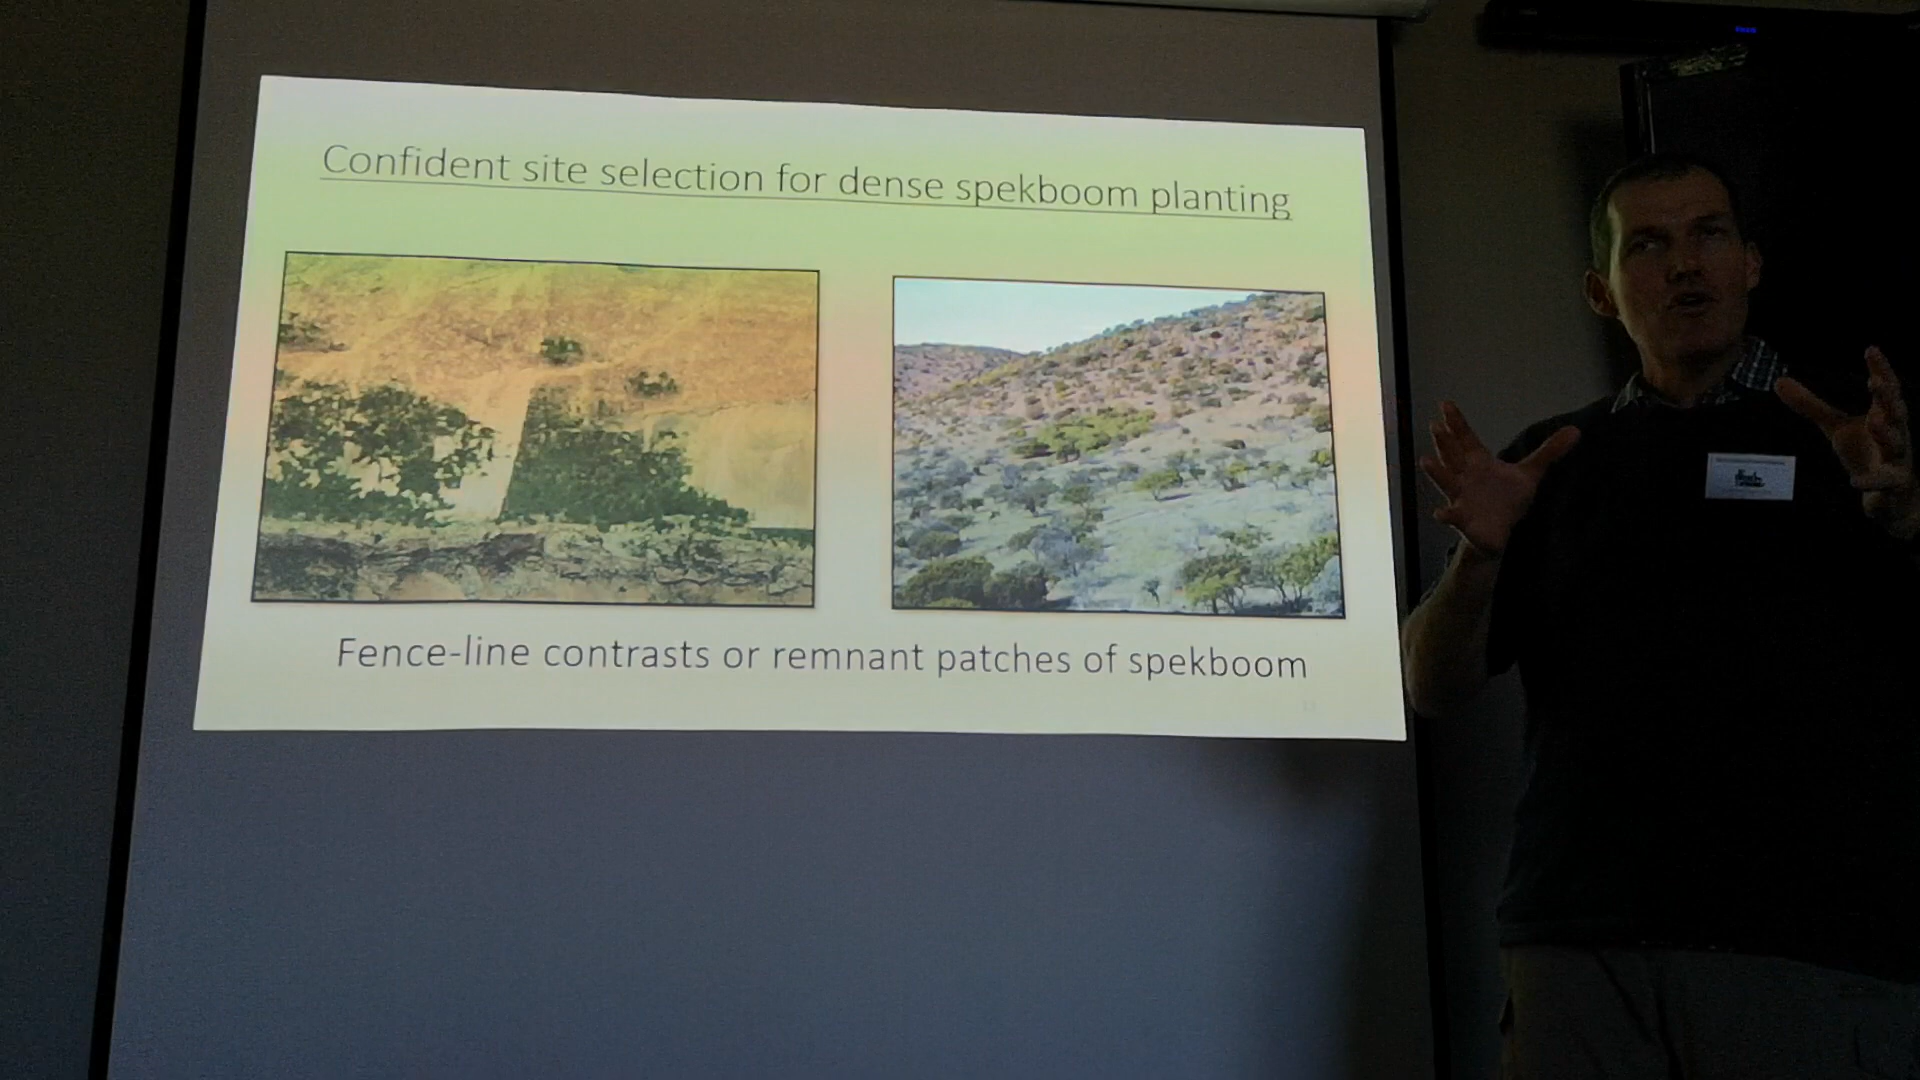 Confident site selection for dense spekboom planting
Fence-line contrasts or remnant patches of spekboom